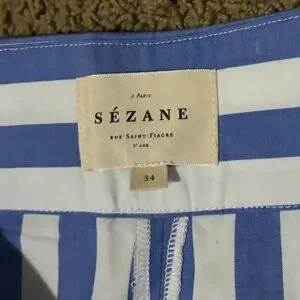 A PARIS
SÉZANE
RUE SAINT-FIACRE
2e ARR.
34